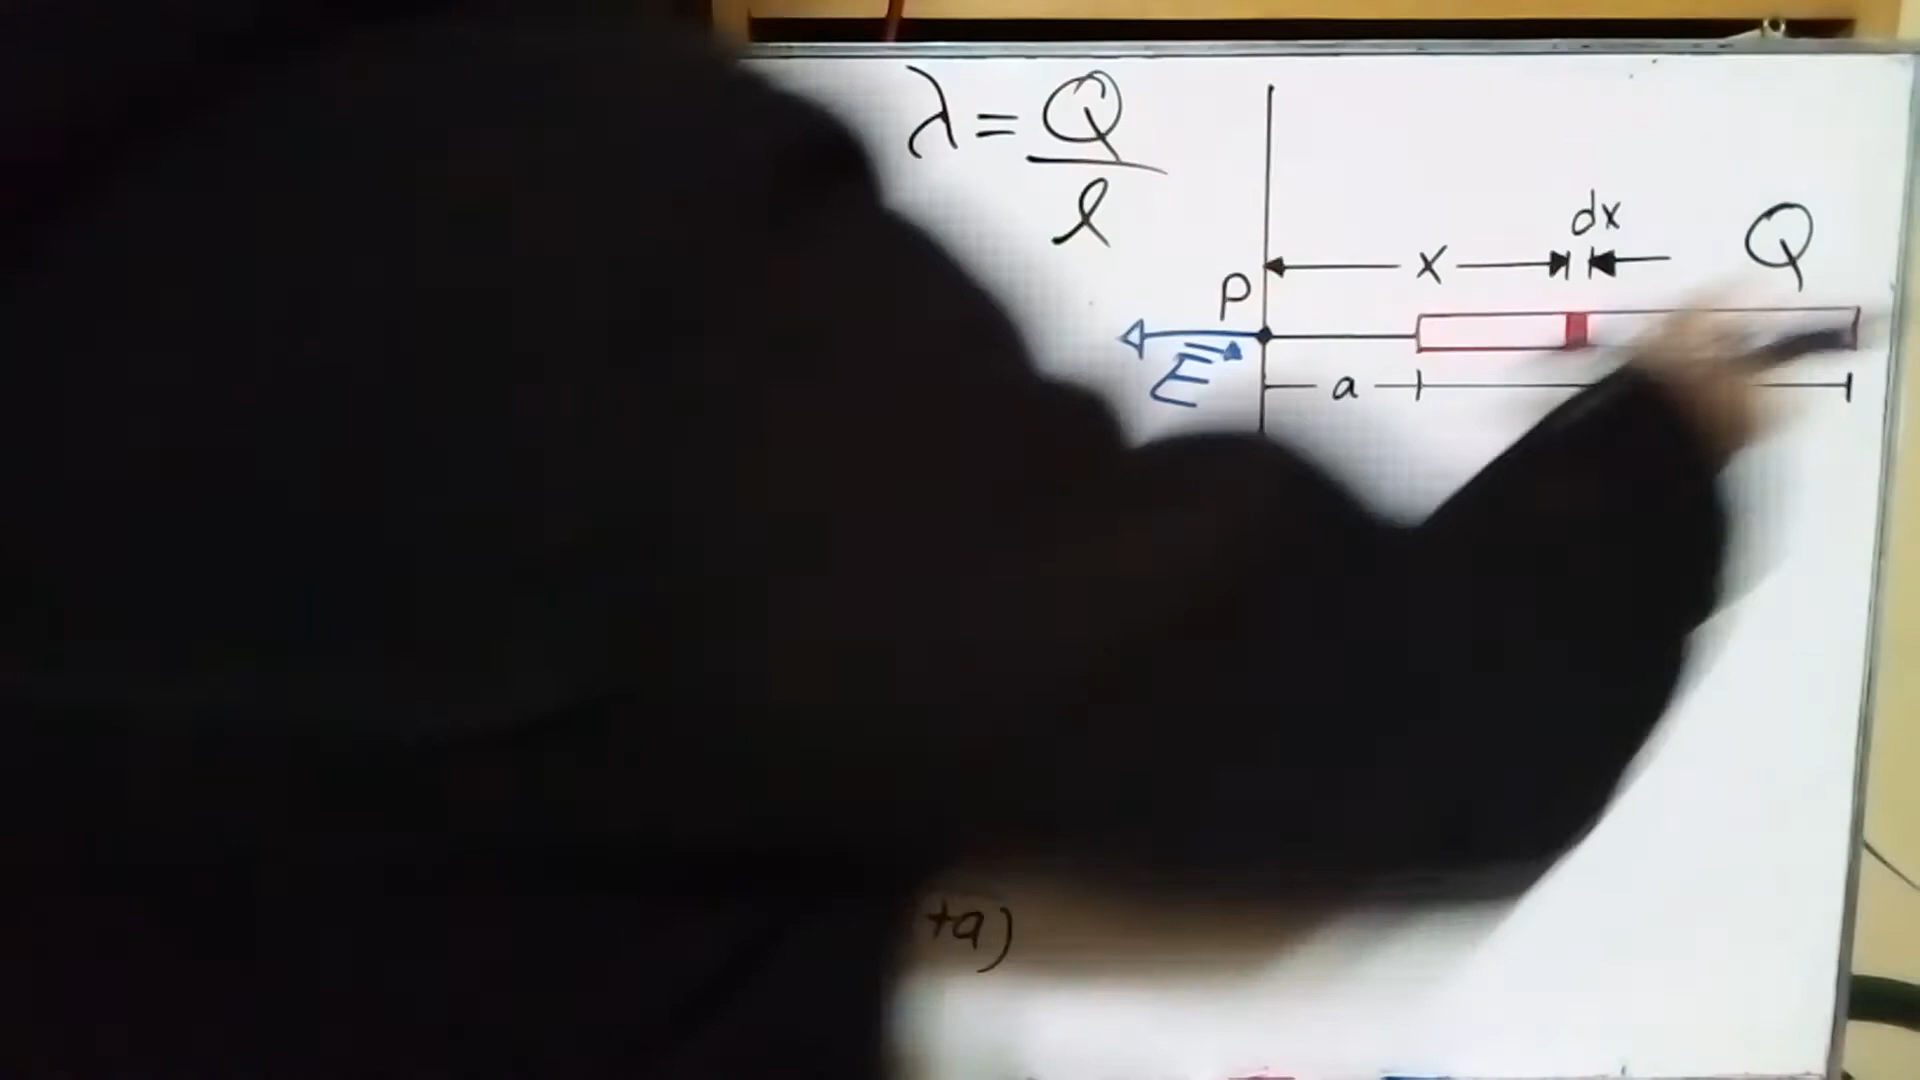 λ = Q
l
dx
Q
x
P
E
a
+a)